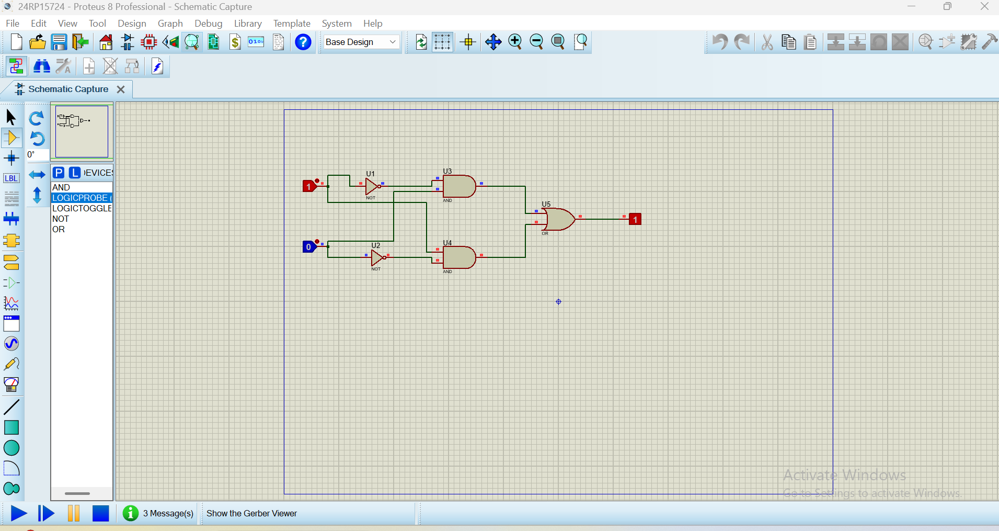 24RP15724 - Proteus 8 Professional - Schematic Capture
File Edit View Tool Design Graph Debug Library Template System Help
0101
Base Design
Schematic Capture
0°
LBL
P L DEVICES
AND
LOGICPROBE (
LOGICTOGGLE
NOT
OR
U1
NOT
U3
AND
1
U5
OR
1
0
U2
NOT
U4
AND
Activate Windows
Go to Settings to activate Windows.
3 Message(s)
Show the Gerber Viewer